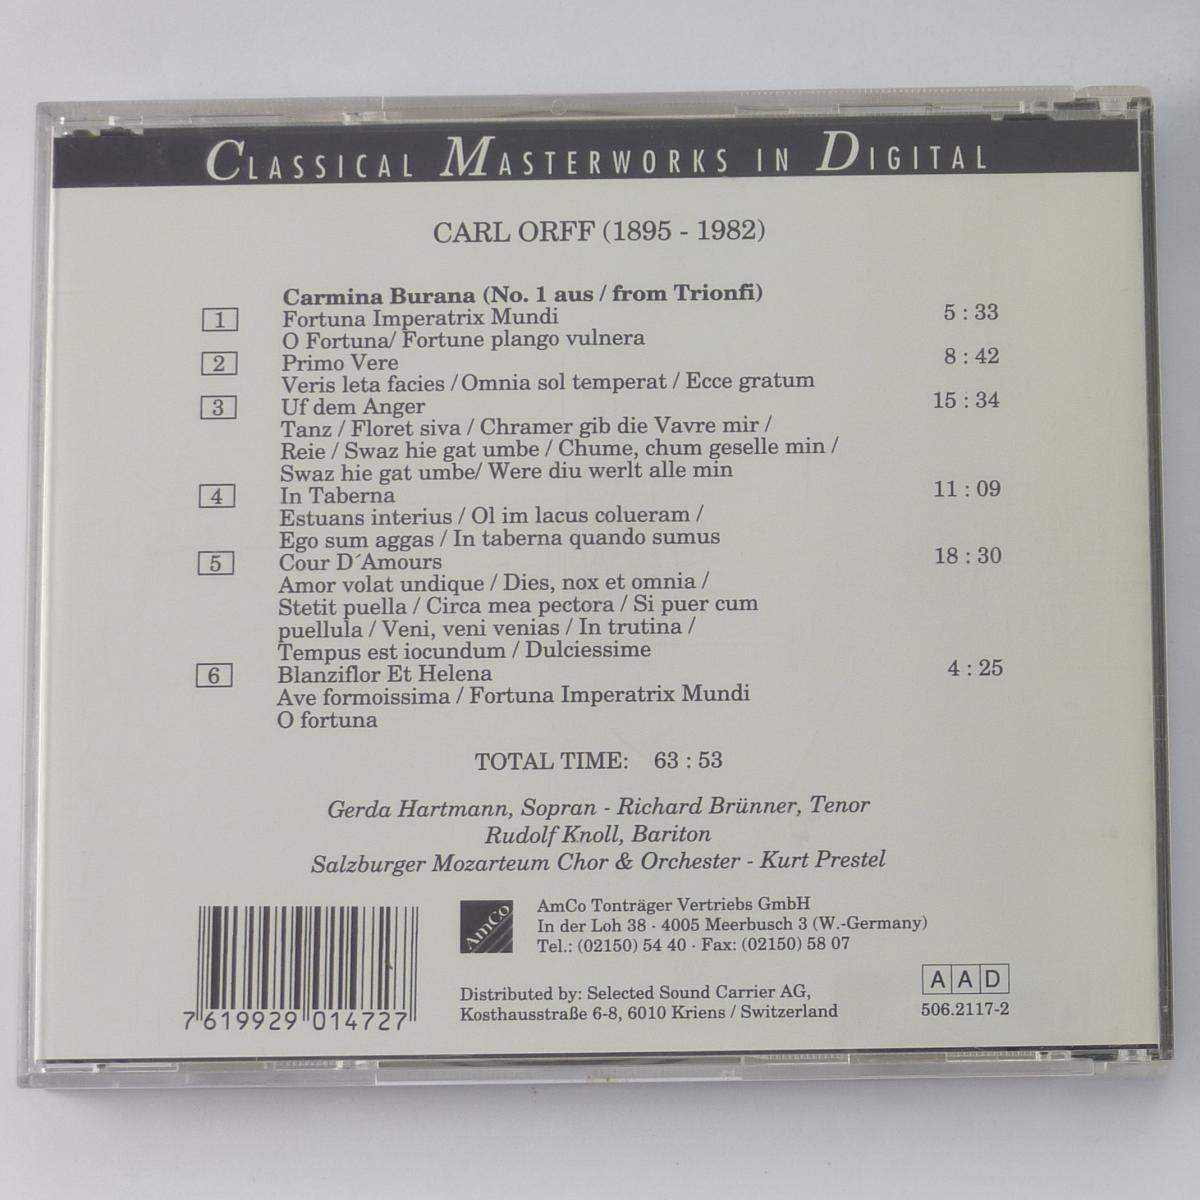 CLASSICAL MASTERWORKS IN DIGITAL
CARL ORFF (1895 - 1982)
Carmina Burana (No. 1 aus / from Trionfi)
1 Fortuna Imperatrix Mundi 5 : 33
O Fortuna/ Fortune plango vulnera
2 Primo Vere 8 : 42
Veris leta facies / Omnia sol temperat / Ecce gratum
3 Uf dem Anger 15 : 34
Tanz / Floret siva / Chramer gib die Vavre mir /
Reie / Swaz hie gat umbe / Chume, chum geselle min /
Swaz hie gat umbe/ Were diu werlt alle min
4 In Taberna 11 : 09
Estuans interius / Ol im lacus colueram /
Ego sum aggas / In taberna quando sumus
5 Cour D´Amours 18 : 30
Amor volat undique / Dies, nox et omnia /
Stetit puella / Circa mea pectora / Si puer cum
puellula / Veni, veni venias / In trutina /
Tempus est iocundum / Dulciessime
6 Blanziflor Et Helena 4 : 25
Ave formoissima / Fortuna Imperatrix Mundi
O fortuna
TOTAL TIME: 63 : 53
Gerda Hartmann, Sopran - Richard Brünner, Tenor
Rudolf Knoll, Bariton
Salzburger Mozarteum Chor & Orchester - Kurt Prestel
AmCo
AmCo Tonträger Vertriebs GmbH
In der Loh 38 · 4005 Meerbusch 3 (W.-Germany)
Tel.: (02150) 54 40 · Fax: (02150) 58 07
Distributed by: Selected Sound Carrier AG,
Kosthausstraße 6-8, 6010 Kriens / Switzerland
AAD
506.2117-2
7 619929 014727